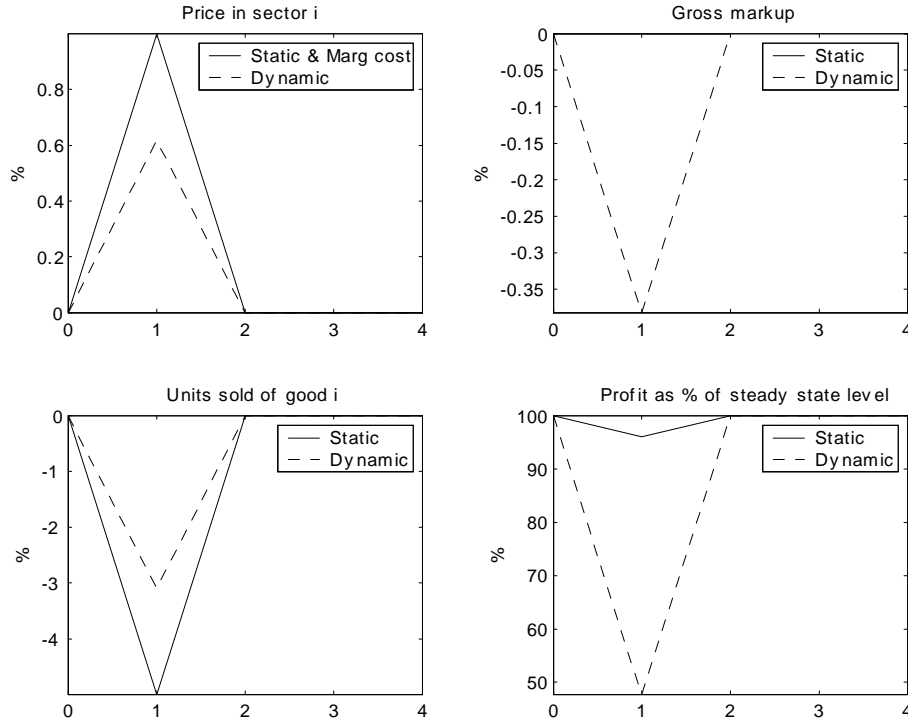 Price in sector i
Static & Marg cost
Dynamic
%
0.8
0.6
0.4
0.2
0
0 1 2 3 4
Gross markup
Static
Dynamic
%
0
-0.05
-0.1
-0.15
-0.2
-0.25
-0.3
-0.35
0 1 2 3 4
Units sold of good i
Static
Dynamic
%
0
-1
-2
-3
-4
0 1 2 3 4
Profit as % of steady state level
Static
Dynamic
%
100
90
80
70
60
50
0 1 2 3 4